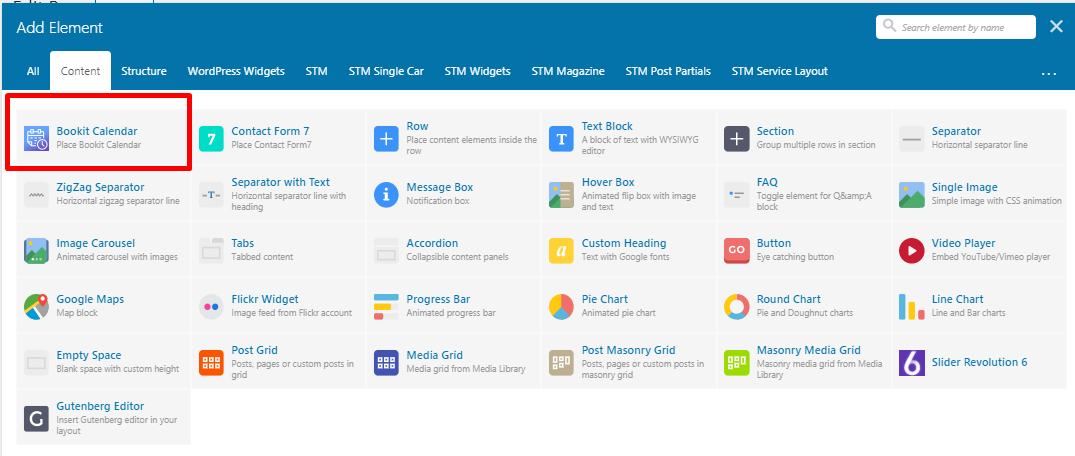 Add Element
Search element by name
All Content Structure WordPress Widgets STM STM Single Car STM Widgets STM Magazine STM Post Partials STM Service Layout ...
Bookit Calendar
Place Bookit Calendar
7
Contact Form 7
Place Contact Form7
Row
Place content elements inside the
row
T
Text Block
A block of text with WYSIWYG
editor
Section
Group multiple rows in section
Separator
Horizontal separator line
ZigZag Separator
Horizontal zigzag separator line
-T-
Separator with Text
Horizontal separator line with
heading
i
Message Box
Notification box
Hover Box
Animated flip box with image
and text
FAQ
Toggle element for Q&amp;A
block
Single Image
Simple image with CSS animation
Image Carousel
Animated carousel with images
Tabs
Tabbed content
Accordion
Collapsible content panels
a
Custom Heading
Text with Google fonts
GO
Button
Eye catching button
Video Player
Embed YouTube/Vimeo player
Google Maps
Map block
Flickr Widget
Image feed from Flickr account
Progress Bar
Animated progress bar
Pie Chart
Animated pie chart
Round Chart
Pie and Doughnut charts
Line Chart
Line and Bar charts
Empty Space
Blank space with custom height
Post Grid
Posts, pages or custom posts in
grid
Media Grid
Media grid from Media Library
Post Masonry Grid
Posts, pages or custom posts in
masonry grid
Masonry Media Grid
Masonry media grid from Media
Library
6
Slider Revolution 6
G
Gutenberg Editor
Insert Gutenberg editor in your
layout